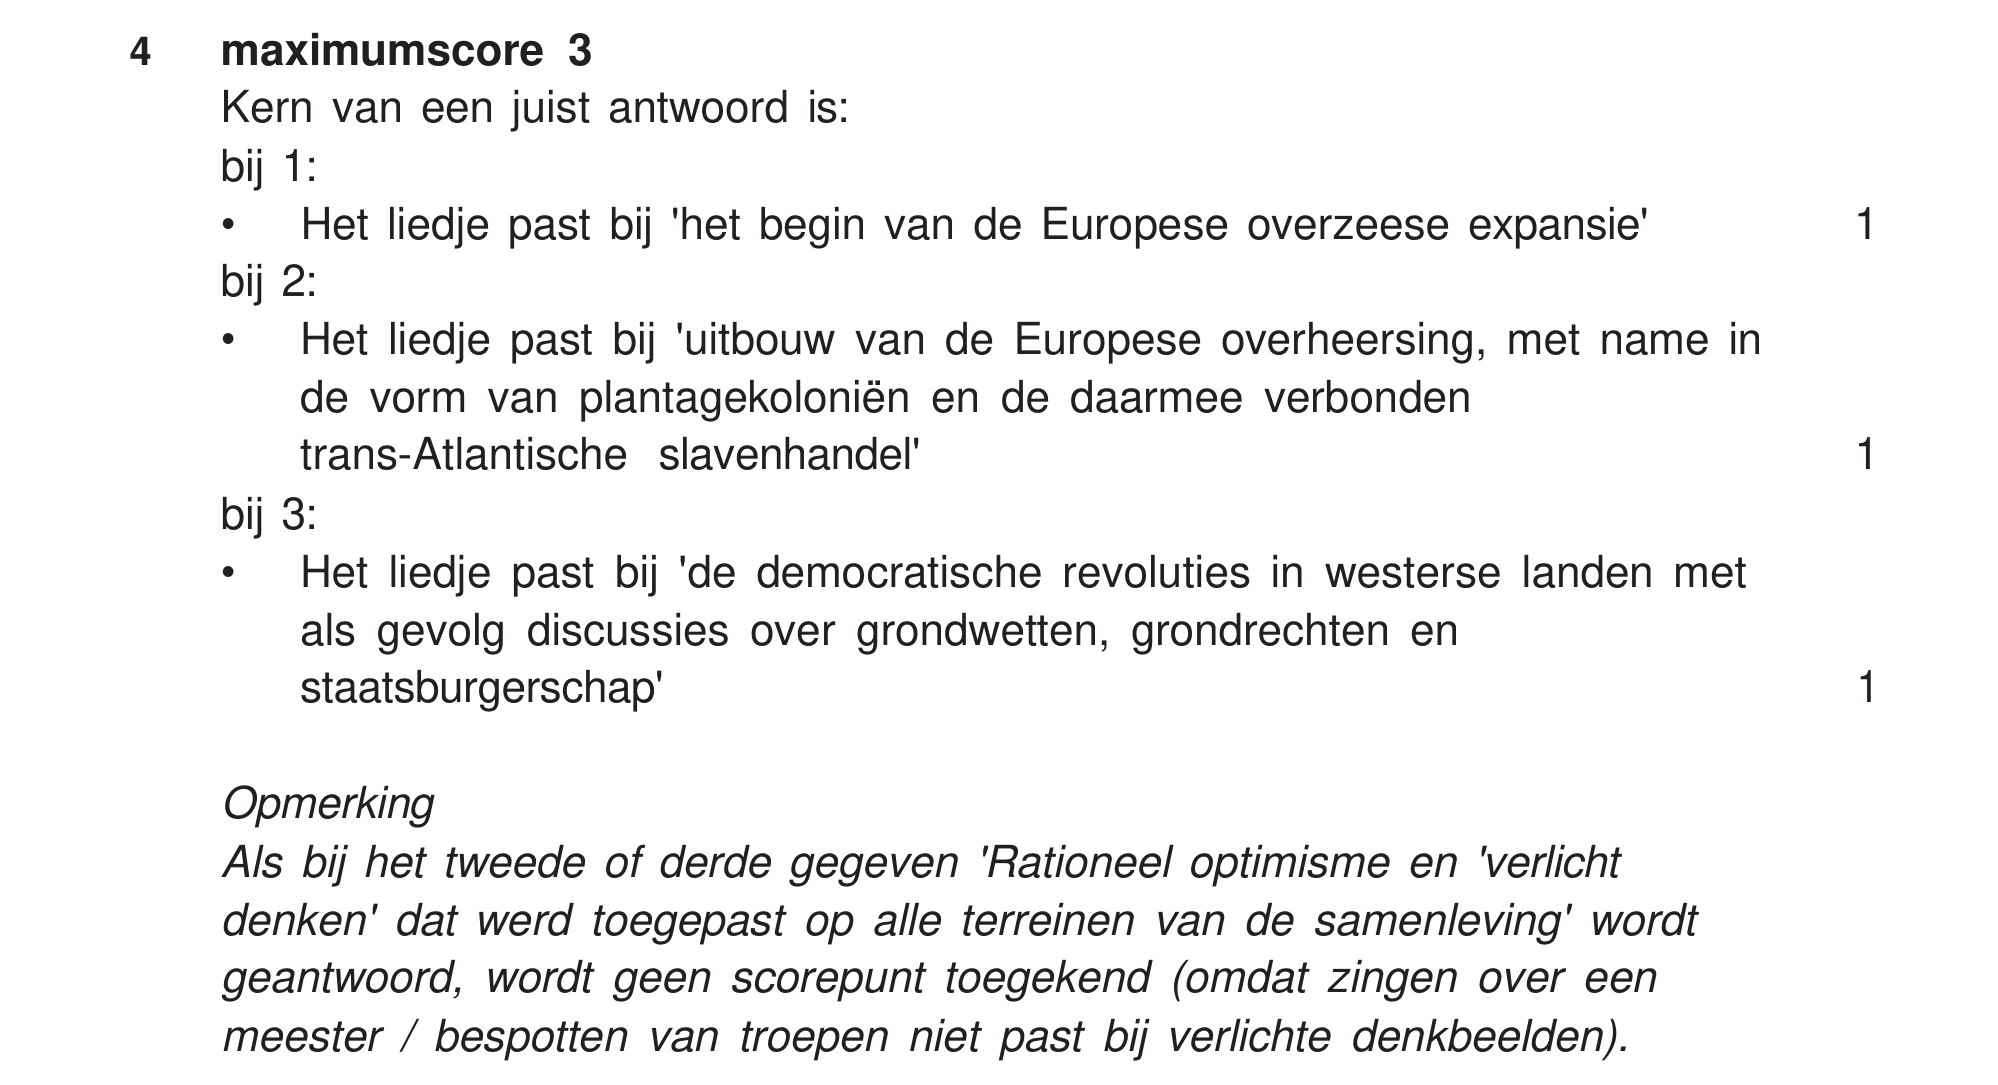 4 maximumscore 3
Kern van een juist antwoord is:
bij 1:
• Het liedje past bij 'het begin van de Europese overzeese expansie' 1
bij 2:
• Het liedje past bij 'uitbouw van de Europese overheersing, met name in
de vorm van plantagekoloniën en de daarmee verbonden
trans-Atlantische slavenhandel' 1
bij 3:
• Het liedje past bij 'de democratische revoluties in westerse landen met
als gevolg discussies over grondwetten, grondrechten en
staatsburgerschap' 1
Opmerking
Als bij het tweede of derde gegeven 'Rationeel optimisme en 'verlicht
denken' dat werd toegepast op alle terreinen van de samenleving' wordt
geantwoord, wordt geen scorepunt toegekend (omdat zingen over een
meester / bespotten van troepen niet past bij verlichte denkbeelden).